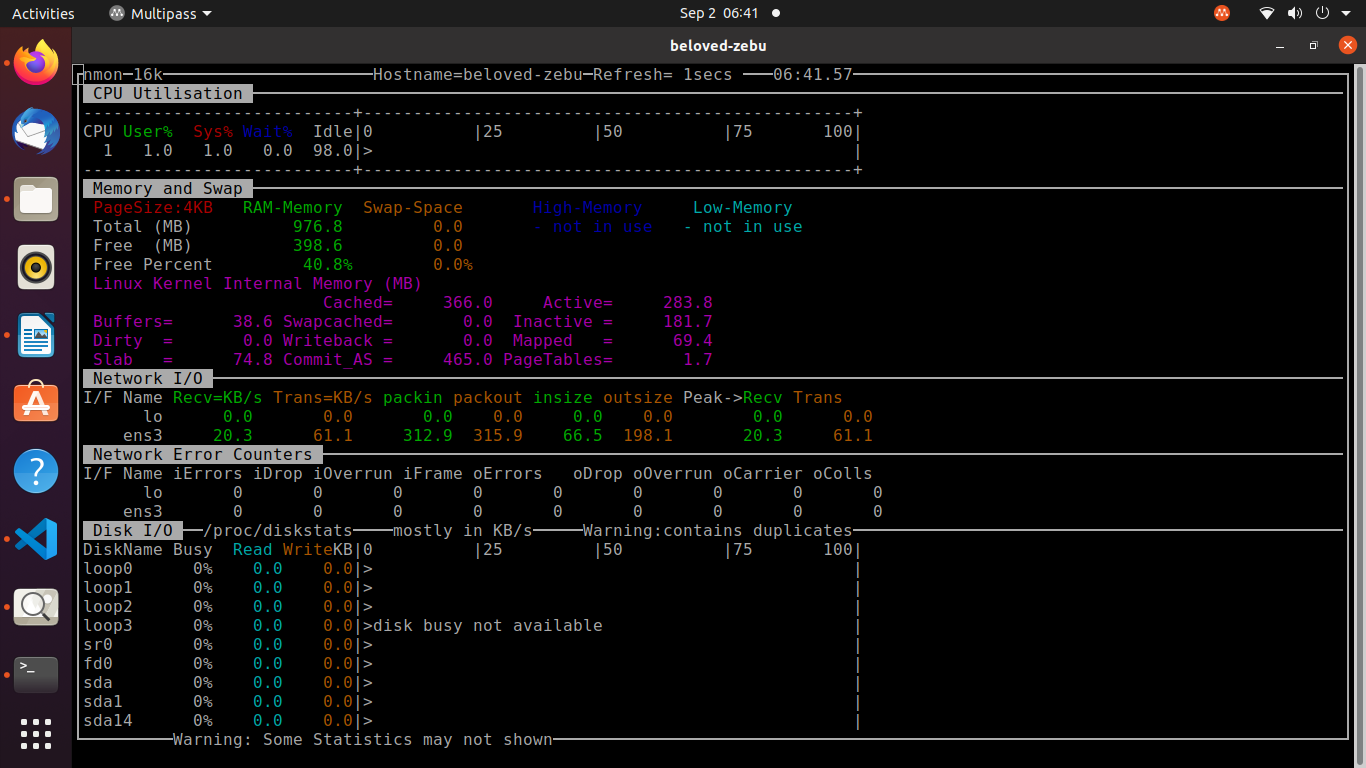 Activities Multipass Sep 2 06:41
beloved-zebu
nmon-16k Hostname=beloved-zebu Refresh= 1secs 06:41.57
CPU Utilisation
---------------------------+-------------------------------------------------+
CPU User% Sys% Wait% Idle|0 |25 |50 |75 100|
1 1.0 1.0 0.0 98.0|> |
---------------------------+-------------------------------------------------+
Memory and Swap
PageSize:4KB RAM-Memory Swap-Space High-Memory Low-Memory
Total (MB) 976.8 0.0 - not in use - not in use
Free (MB) 398.6 0.0
Free Percent 40.8% 0.0%
Linux Kernel Internal Memory (MB)
Cached= 366.0 Active= 283.8
Buffers= 38.6 Swapcached= 0.0 Inactive = 181.7
Dirty = 0.0 Writeback = 0.0 Mapped = 69.4
Slab = 74.8 Commit_AS = 465.0 PageTables= 1.7
Network I/O
I/F Name Recv=KB/s Trans=KB/s packin packout insize outsize Peak->Recv Trans
lo 0.0 0.0 0.0 0.0 0.0 0.0 0.0 0.0
ens3 20.3 61.1 312.9 315.9 66.5 198.1 20.3 61.1
Network Error Counters
I/F Name iErrors iDrop iOverrun iFrame oErrors oDrop oOverrun oCarrier oColls
lo 0 0 0 0 0 0 0 0 0
ens3 0 0 0 0 0 0 0 0 0
Disk I/O /proc/diskstats mostly in KB/s Warning:contains duplicates
DiskName Busy Read WriteKB|0 |25 |50 |75 100|
loop0 0% 0.0 0.0|> |
loop1 0% 0.0 0.0|> |
loop2 0% 0.0 0.0|> |
loop3 0% 0.0 0.0|>disk busy not available |
sr0 0% 0.0 0.0|> |
fd0 0% 0.0 0.0|> |
sda 0% 0.0 0.0|> |
sda1 0% 0.0 0.0|> |
sda14 0% 0.0 0.0|> |
Warning: Some Statistics may not shown